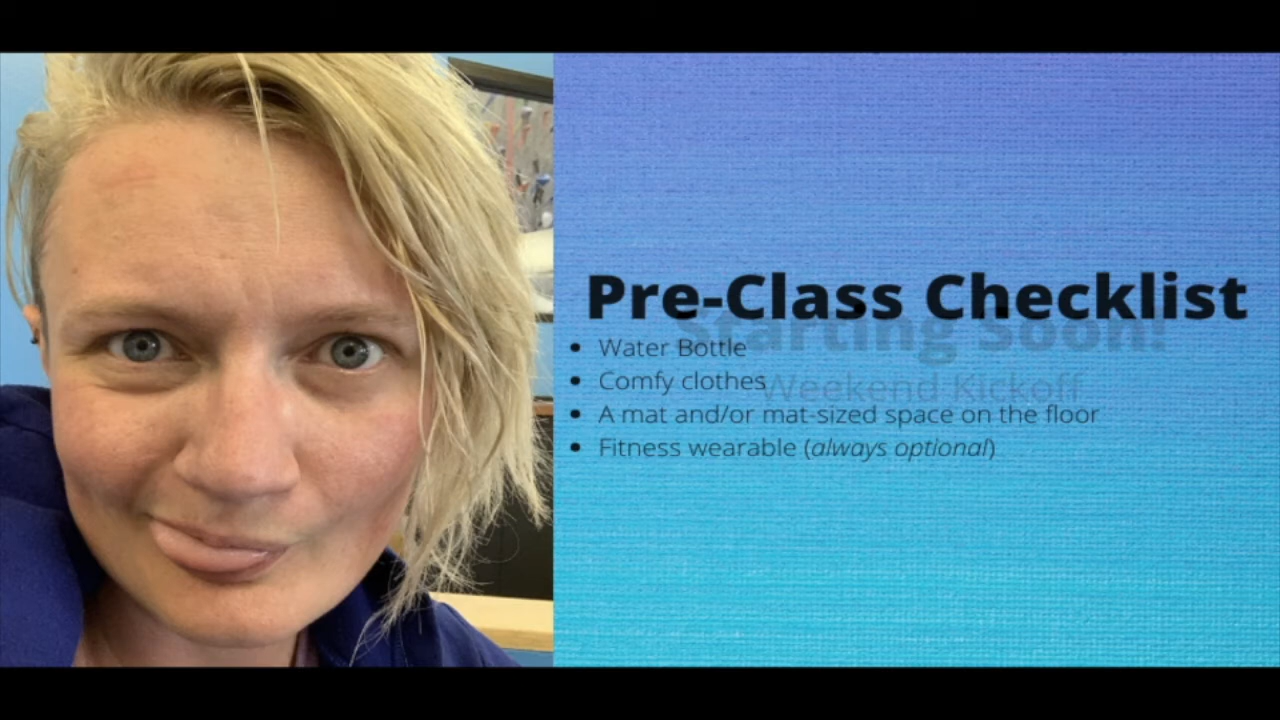 Pre-Class Checklist
Starting Soon!
• Water Bottle
• Comfy clothes
Weekend Kickoff
• A mat and/or mat-sized space on the floor
• Fitness wearable (always optional)